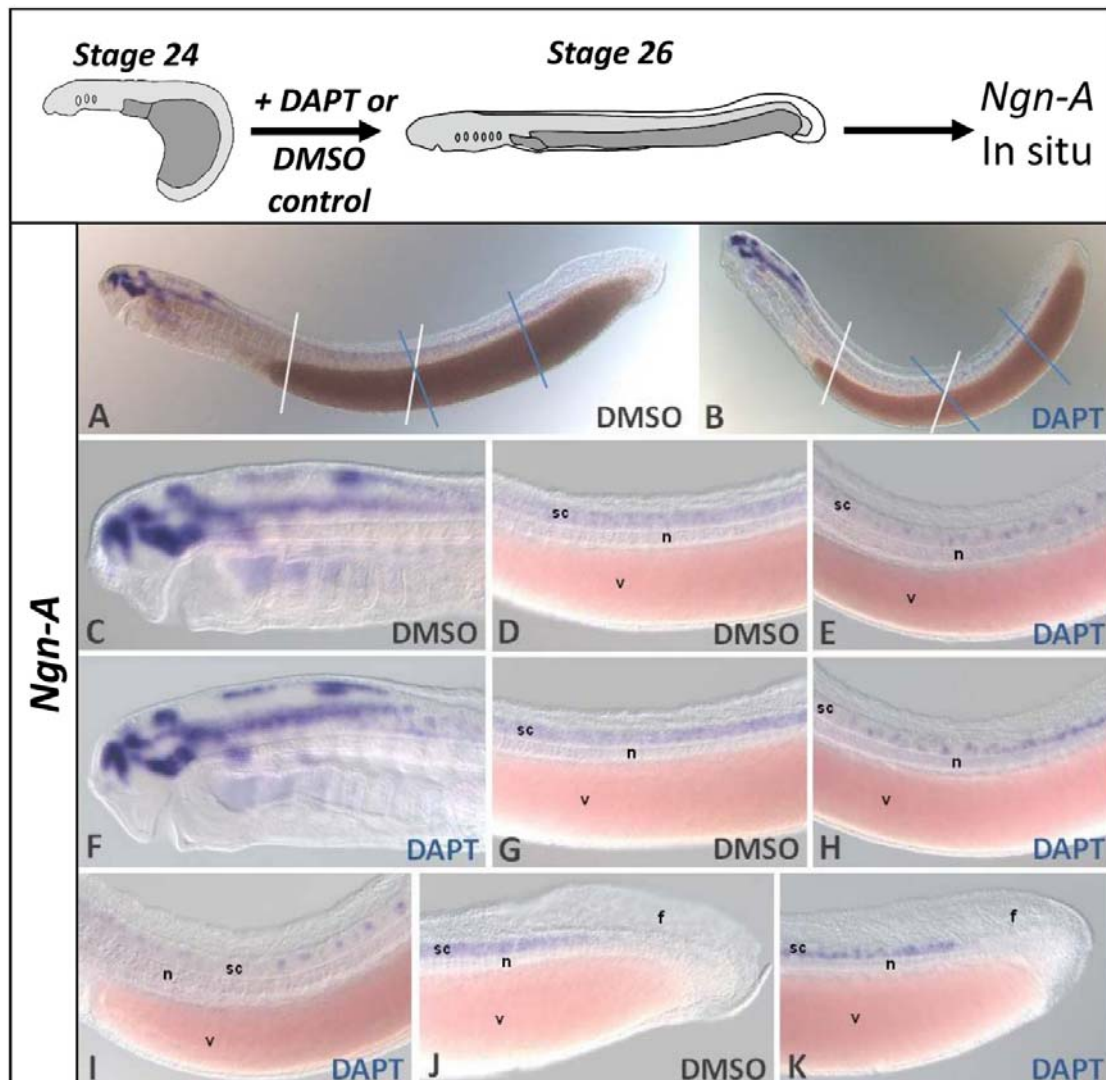 Stage 24
+ DAPT or
DMSO
control
Stage 26
Ngn-A
In situ
Ngn-A
A
DMSO
B
DAPT
C
DMSO
sc
n
v
D
DMSO
sc
n
v
E
DAPT
F
DAPT
sc
n
v
G
DMSO
sc
n
v
H
DAPT
n
sc
v
I
DAPT
f
sc
n
v
J
DMSO
f
sc
n
v
K
DAPT